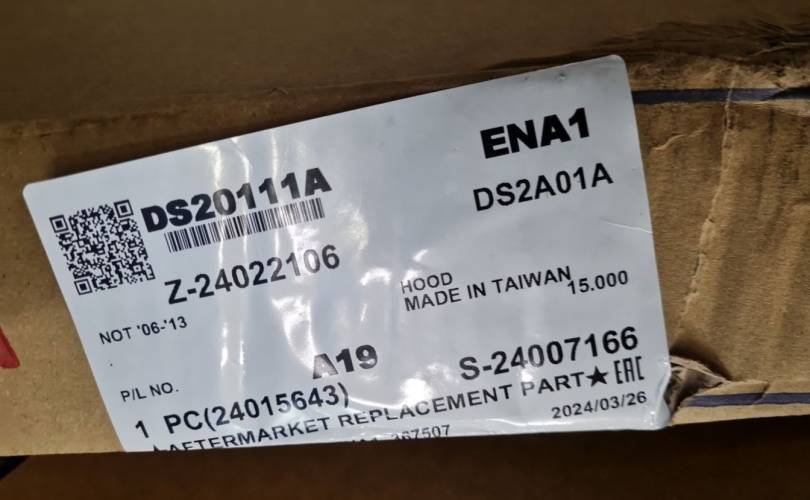 ENA1
DS20111A
DS2A01A
Z-24022106
HOOD
MADE IN TAIWAN 15.000
NOT '06-'13
A19
S-24007166
P/L NO.
1 PC(24015643)
★AFTERMARKET REPLACEMENT PART★ EAC
2024/03/26
367507